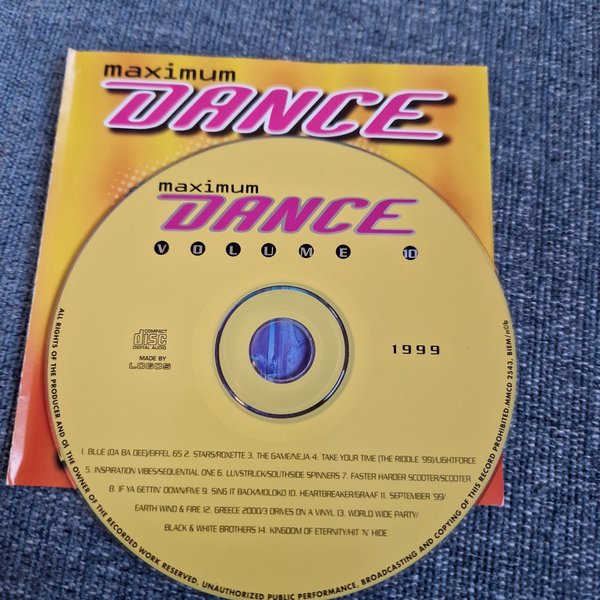 maximum
DANCE
maximum
DANCE
VOLUME 10
COMPACT
disc
DIGITAL AUDIO
MADE BY
LOGOS
1999
1. BLUE (DA BA DEE)/EIFFEL 65 2. STARS/ROXETTE 3. THE GAME/NEJA 4. TAKE YOUR TIME (THE RIDDLE '99)/LIGHTFORCE
5. INSPIRATION VIBES/SEQUENTIAL ONE 6. LUVSTRUCK/SOUTHSIDE SPINNERS 7. FASTER HARDER SCOOTER/SCOOTER
8. IF YA GETTIN' DOWN/FIVE 9. SING IT BACK/MOLOKO 10. HEARTBREAKER/GRAAF 11. SEPTEMBER '99/
EARTH WIND & FIRE 12. GREECE 2000/3 DRIVES ON A VINYL 13. WORLD WIDE PARTY/
BLACK & WHITE BROTHERS 14. KINGDOM OF ETERNITY/HIT 'N' HIDE
ALL RIGHTS OF THE PRODUCER AND OF THE OWNER OF THE RECORDED WORK RESERVED. UNAUTHORIZED PUBLIC PERFORMANCE, BROADCASTING AND COPYING OF THIS RECORD PROHIBITED. MMCD 2543. BIEM/n©b